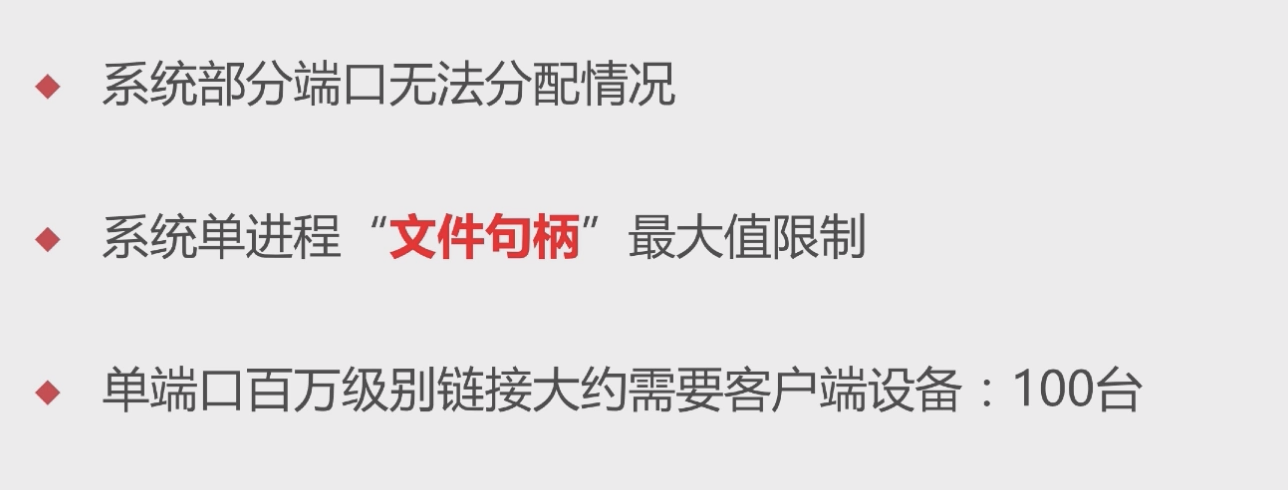 系统部分端口无法分配情况
系统单进程“文件句柄”最大值限制
单端口百万级别链接大约需要客户端设备：100台